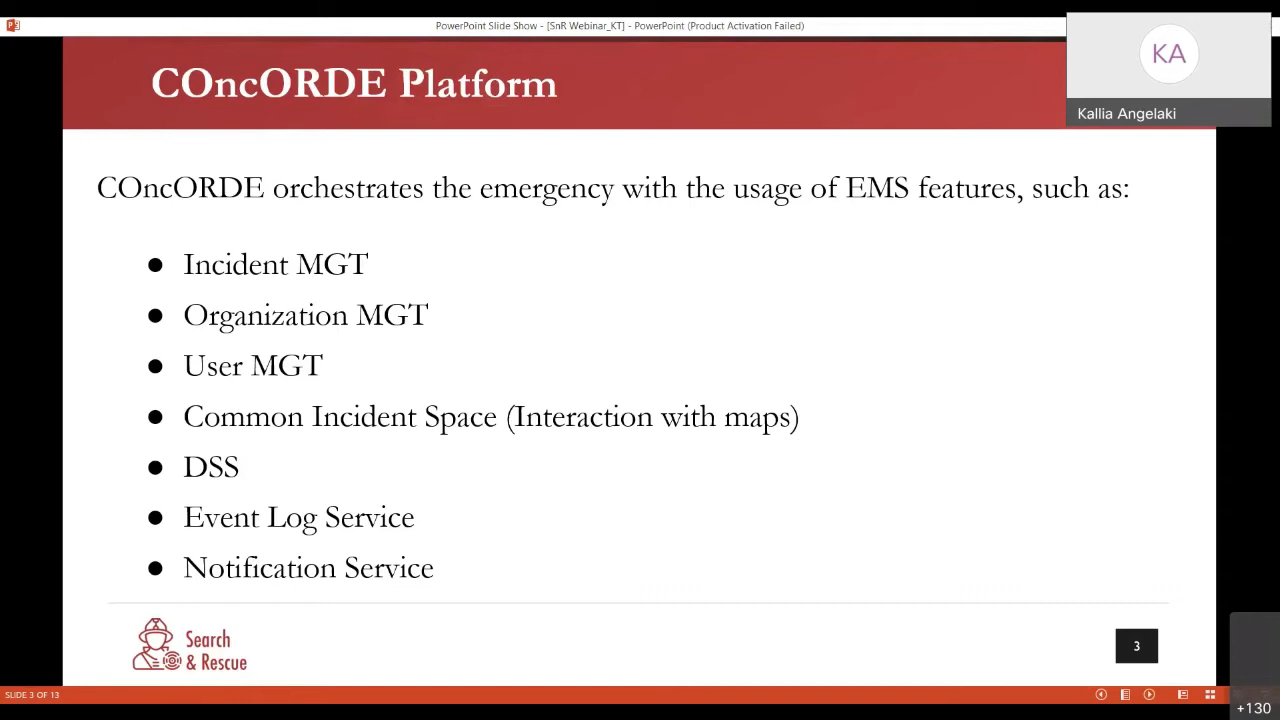 PowerPoint Slide Show - [SnR Webinar_KT] - PowerPoint (Product Activation Failed)
COncORDE Platform
KA
Kallia Angelaki
COncORDE orchestrates the emergency with the usage of EMS features, such as:
● Incident MGT
● Organization MGT
● User MGT
● Common Incident Space (Interaction with maps)
● DSS
● Event Log Service
● Notification Service
Search
& Rescue
3
SLIDE 3 OF 13
+130